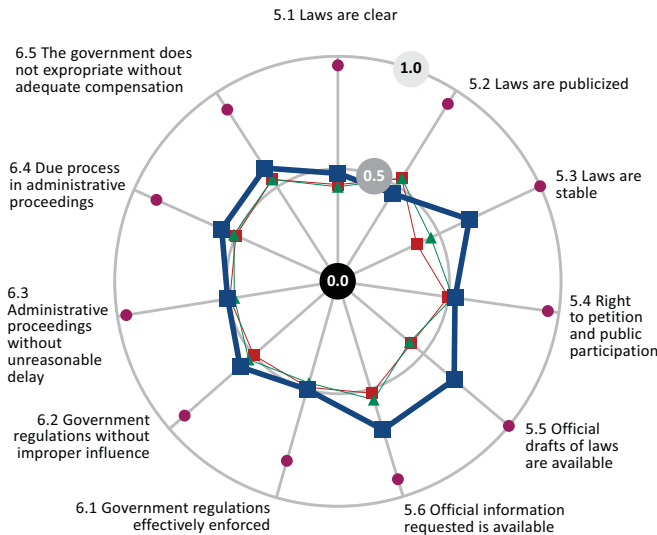 5.1 Laws are clear
1.0
5.2 Laws are publicized
5.3 Laws are
stable
5.4 Right
to petition
and public
participation
5.5 Official
drafts of laws
are available
5.6 Official information
requested is available
6.1 Government regulations
effectively enforced
6.2 Government
regulations without
improper influence
6.3
Administrative
proceedings
without
unreasonable
delay
6.4 Due process
in administrative
proceedings
6.5 The government does
not expropriate without
adequate compensation
0.5
0.0